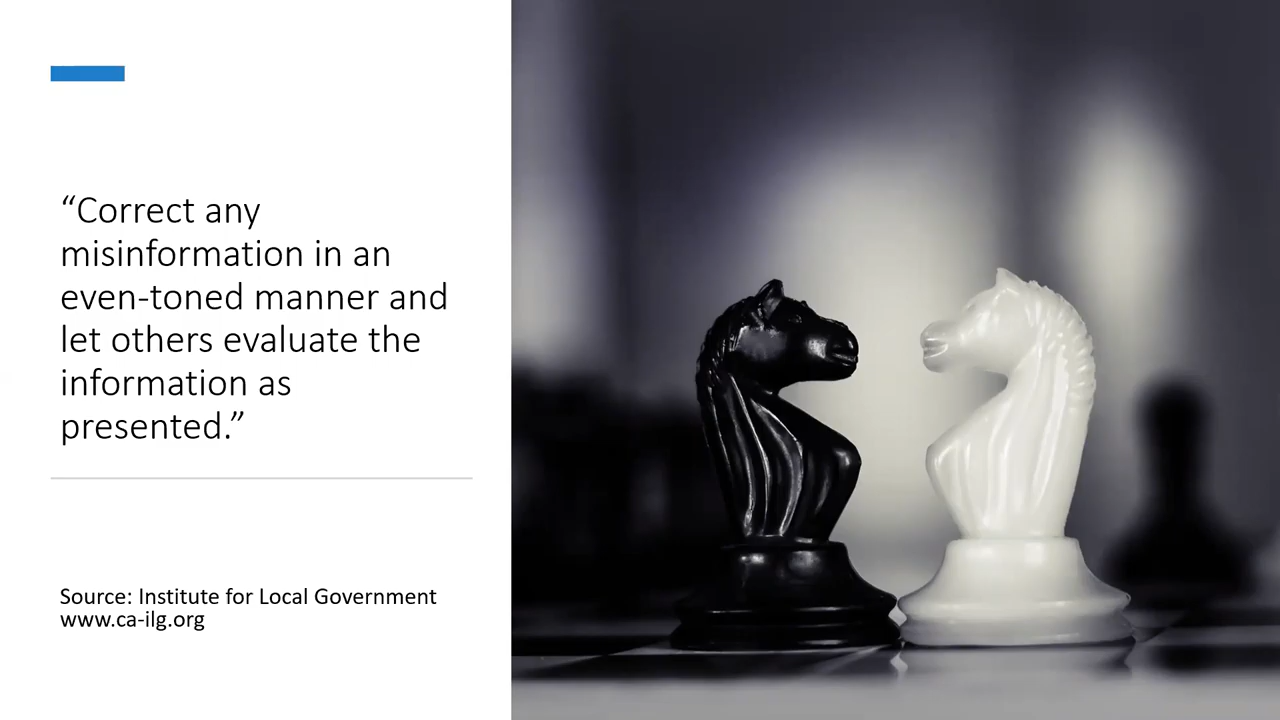 “Correct any
misinformation in an
even-toned manner and
let others evaluate the
information as
presented.”
Source: Institute for Local Government
www.ca-ilg.org